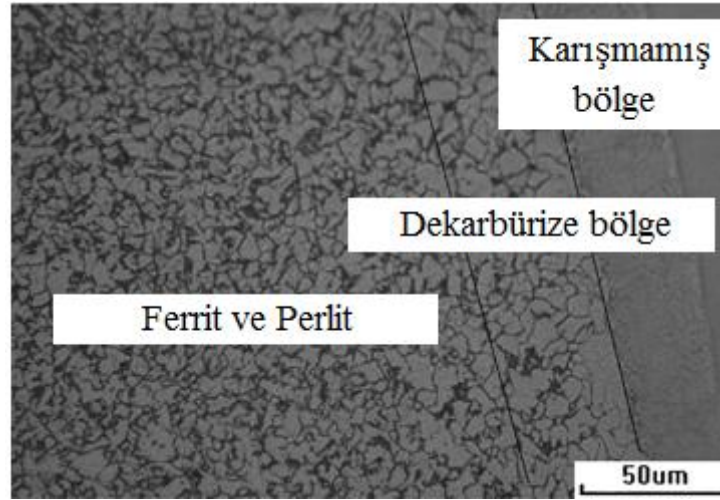 Karışmamış
bölge
Dekarbürize bölge
Ferrit ve Perlit
50um